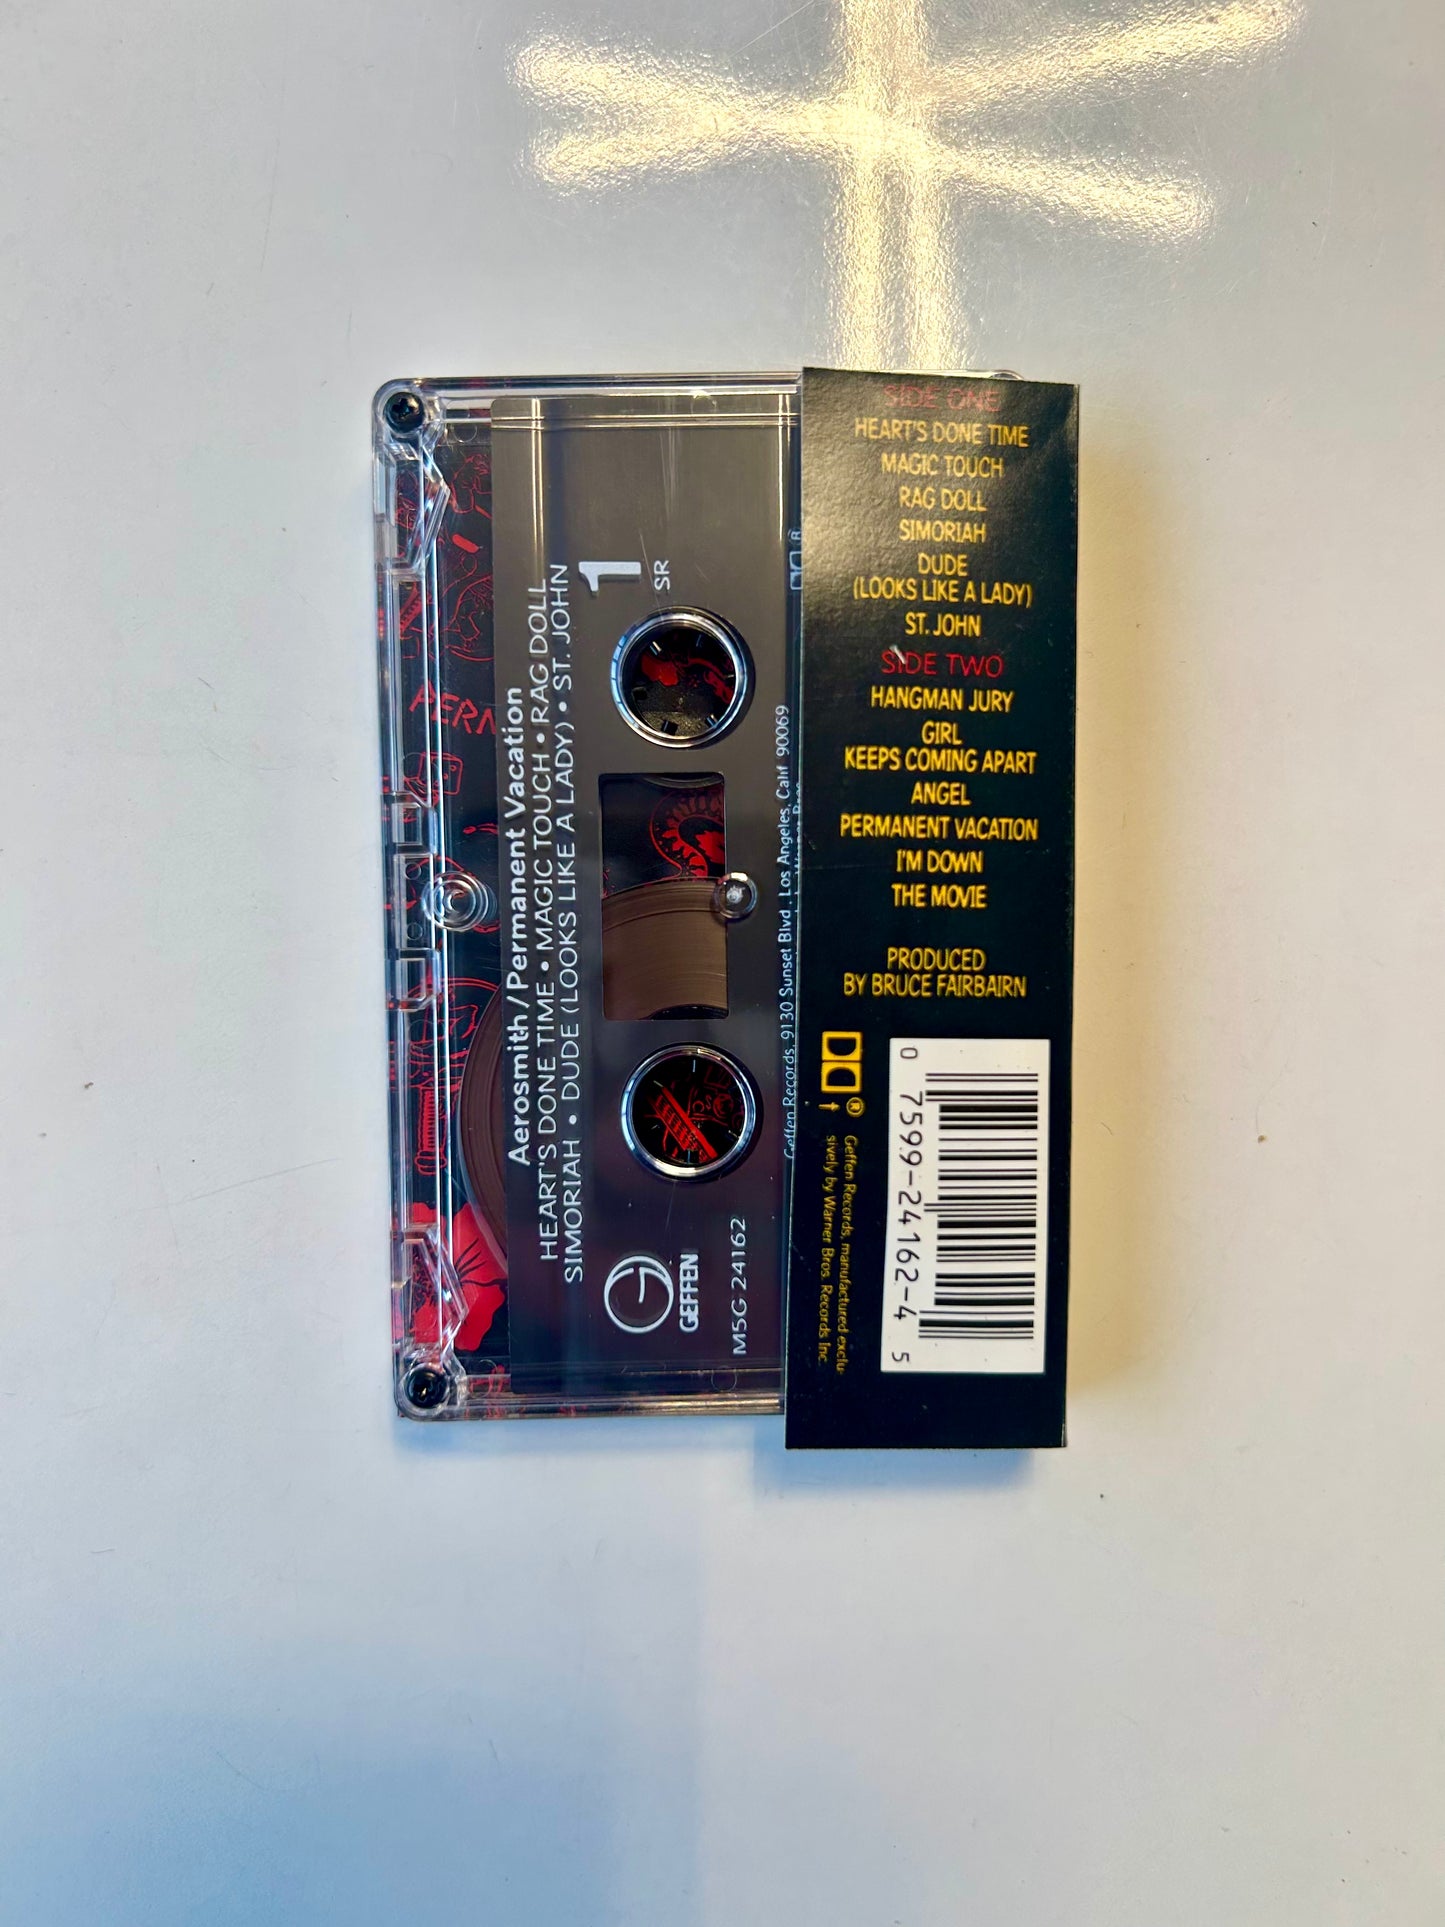 Aerosmith/Permanent Vacation
HEART'S DONE TIME • MAGIC TOUCH • RAG DOLL
SIMORIAH • DUDE (LOOKS LIKE A LADY) • ST. JOHN
1
SR
GEFFEN
M5G 24162
Geffen Records, 9130 Sunset Blvd., Los Angeles, Calif. 90069
PERM
SIDE ONE
HEART'S DONE TIME
MAGIC TOUCH
RAG DOLL
SIMORIAH
DUDE
(LOOKS LIKE A LADY)
ST. JOHN
SIDE TWO
HANGMAN JURY
GIRL
KEEPS COMING APART
ANGEL
PERMANENT VACATION
I'M DOWN
THE MOVIE
PRODUCED
BY BRUCE FAIRBAIRN
® †
Geffen Records, manufactured exclu-
sively by Warner Bros. Records Inc.
0 7599-24162-4 5